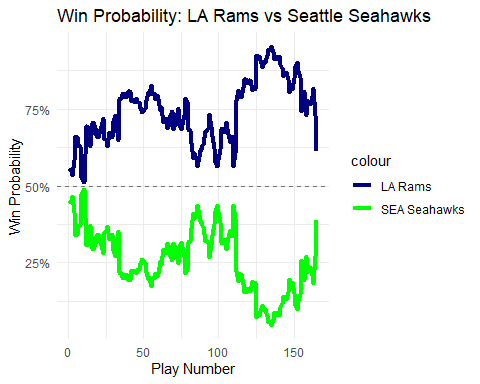 Win Probability: LA Rams vs Seattle Seahawks
Win Probability
75%
50%
25%
0
50
100
150
Play Number
colour
LA Rams
SEA Seahawks